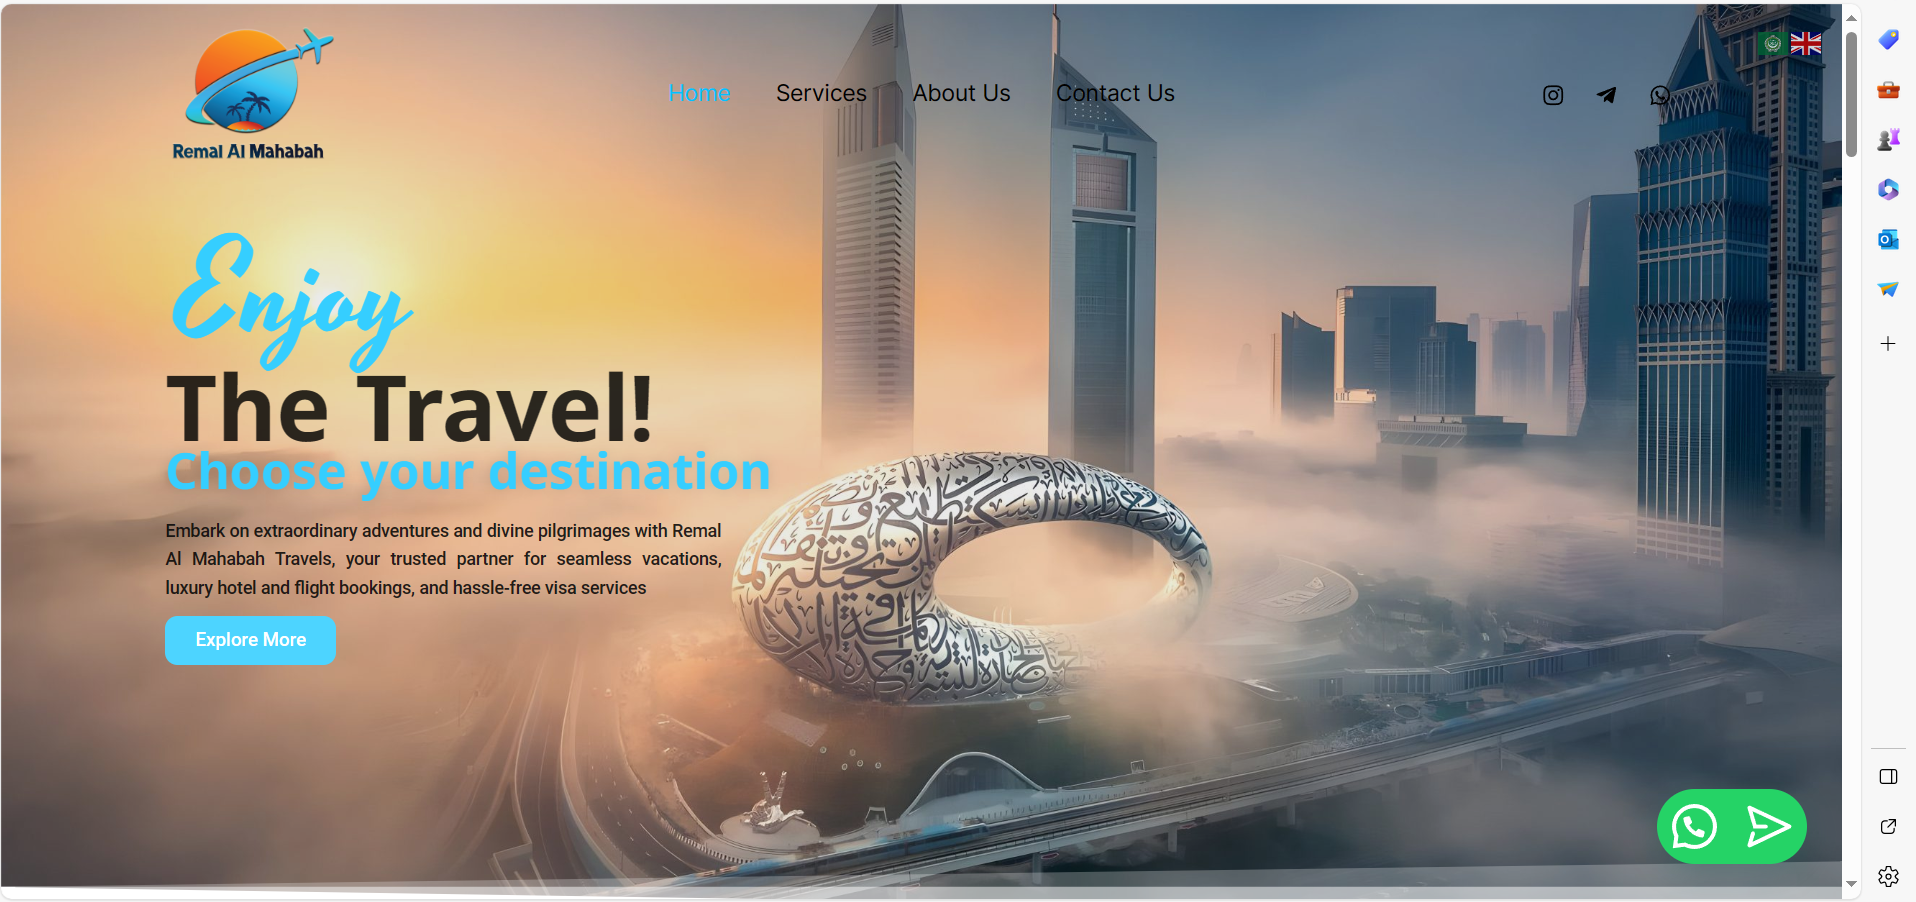 Remal Al Mahabah
Home
Services
About Us
Contact Us
Enjoy
The Travel!
Choose your destination
Embark on extraordinary adventures and divine pilgrimages with Remal
Al Mahabah Travels, your trusted partner for seamless vacations,
luxury hotel and flight bookings, and hassle-free visa services
Explore More